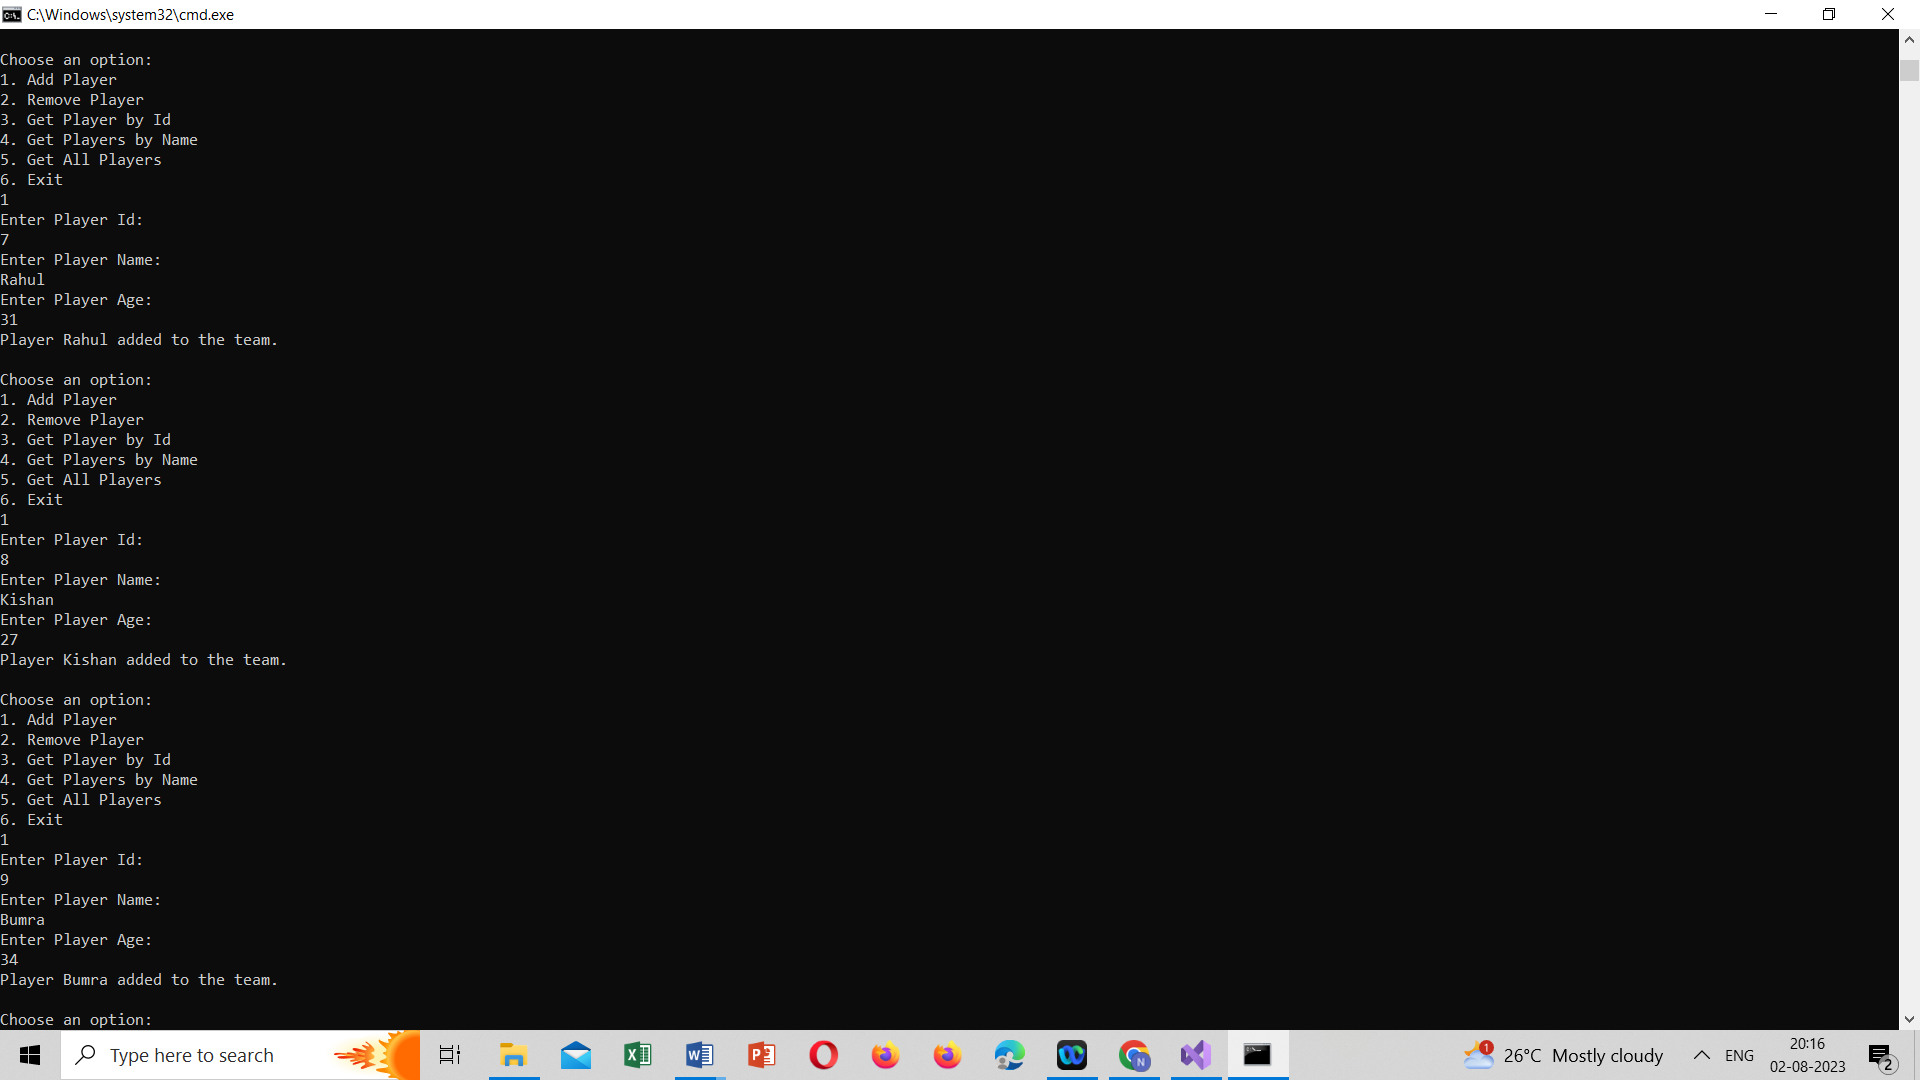 C:\Windows\system32\cmd.exe
Choose an option:
1. Add Player
2. Remove Player
3. Get Player by Id
4. Get Players by Name
5. Get All Players
6. Exit
1
Enter Player Id:
7
Enter Player Name:
Rahul
Enter Player Age:
31
Player Rahul added to the team.
Choose an option:
1. Add Player
2. Remove Player
3. Get Player by Id
4. Get Players by Name
5. Get All Players
6. Exit
1
Enter Player Id:
8
Enter Player Name:
Kishan
Enter Player Age:
27
Player Kishan added to the team.
Choose an option:
1. Add Player
2. Remove Player
3. Get Player by Id
4. Get Players by Name
5. Get All Players
6. Exit
1
Enter Player Id:
9
Enter Player Name:
Bumra
Enter Player Age:
34
Player Bumra added to the team.
Choose an option:
Type here to search
1
26°C Mostly cloudy
ENG
20:16
02-08-2023
2